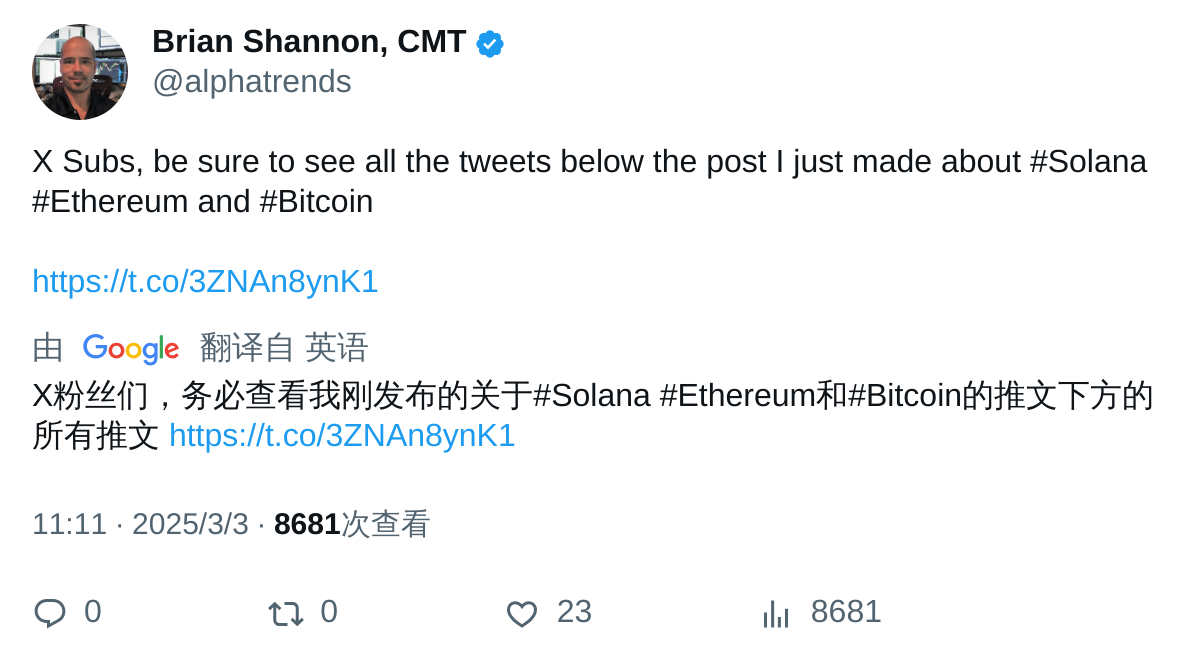 Brian Shannon, CMT
@alphatrends
X Subs, be sure to see all the tweets below the post I just made about #Solana
#Ethereum and #Bitcoin
https://t.co/3ZNAn8ynK1
由 Google 翻译自 英语
X粉丝们，务必查看我刚发布的关于#Solana #Ethereum和#Bitcoin的推文下方的
所有推文 https://t.co/3ZNAn8ynK1
11:11 · 2025/3/3 · 8681次查看
0 0 23 8681